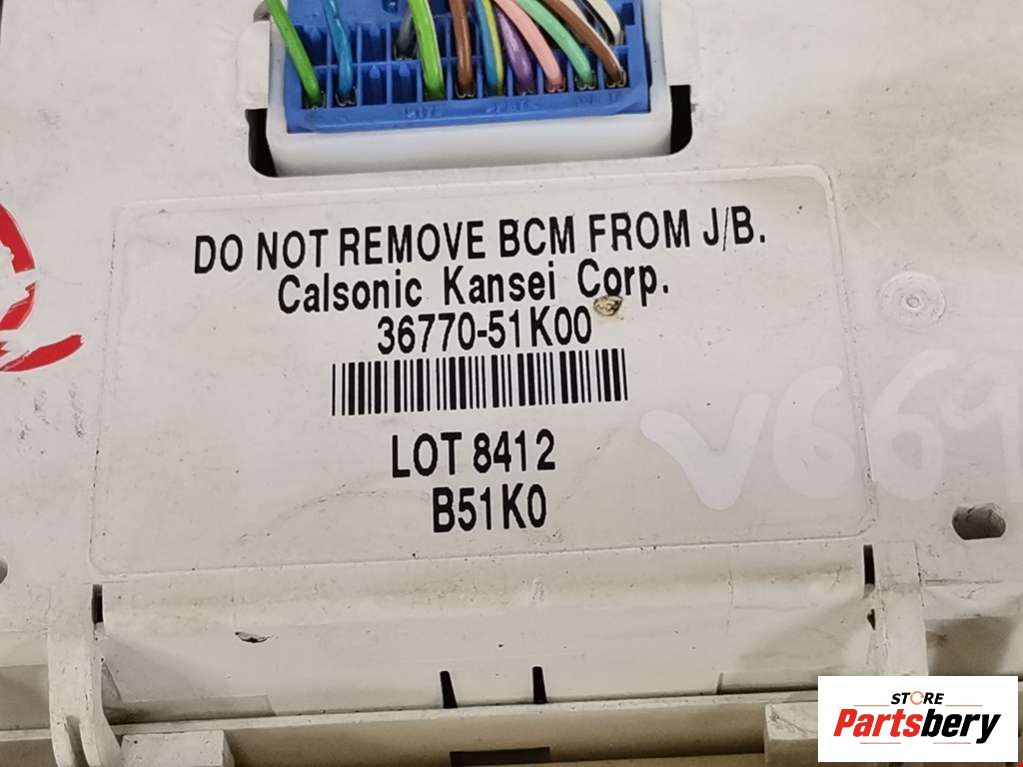 DO NOT REMOVE BCM FROM J/B.
Calsonic Kansei Corp.
36770-51K00
LOT 8412
B51K0
STORE
Partsbery